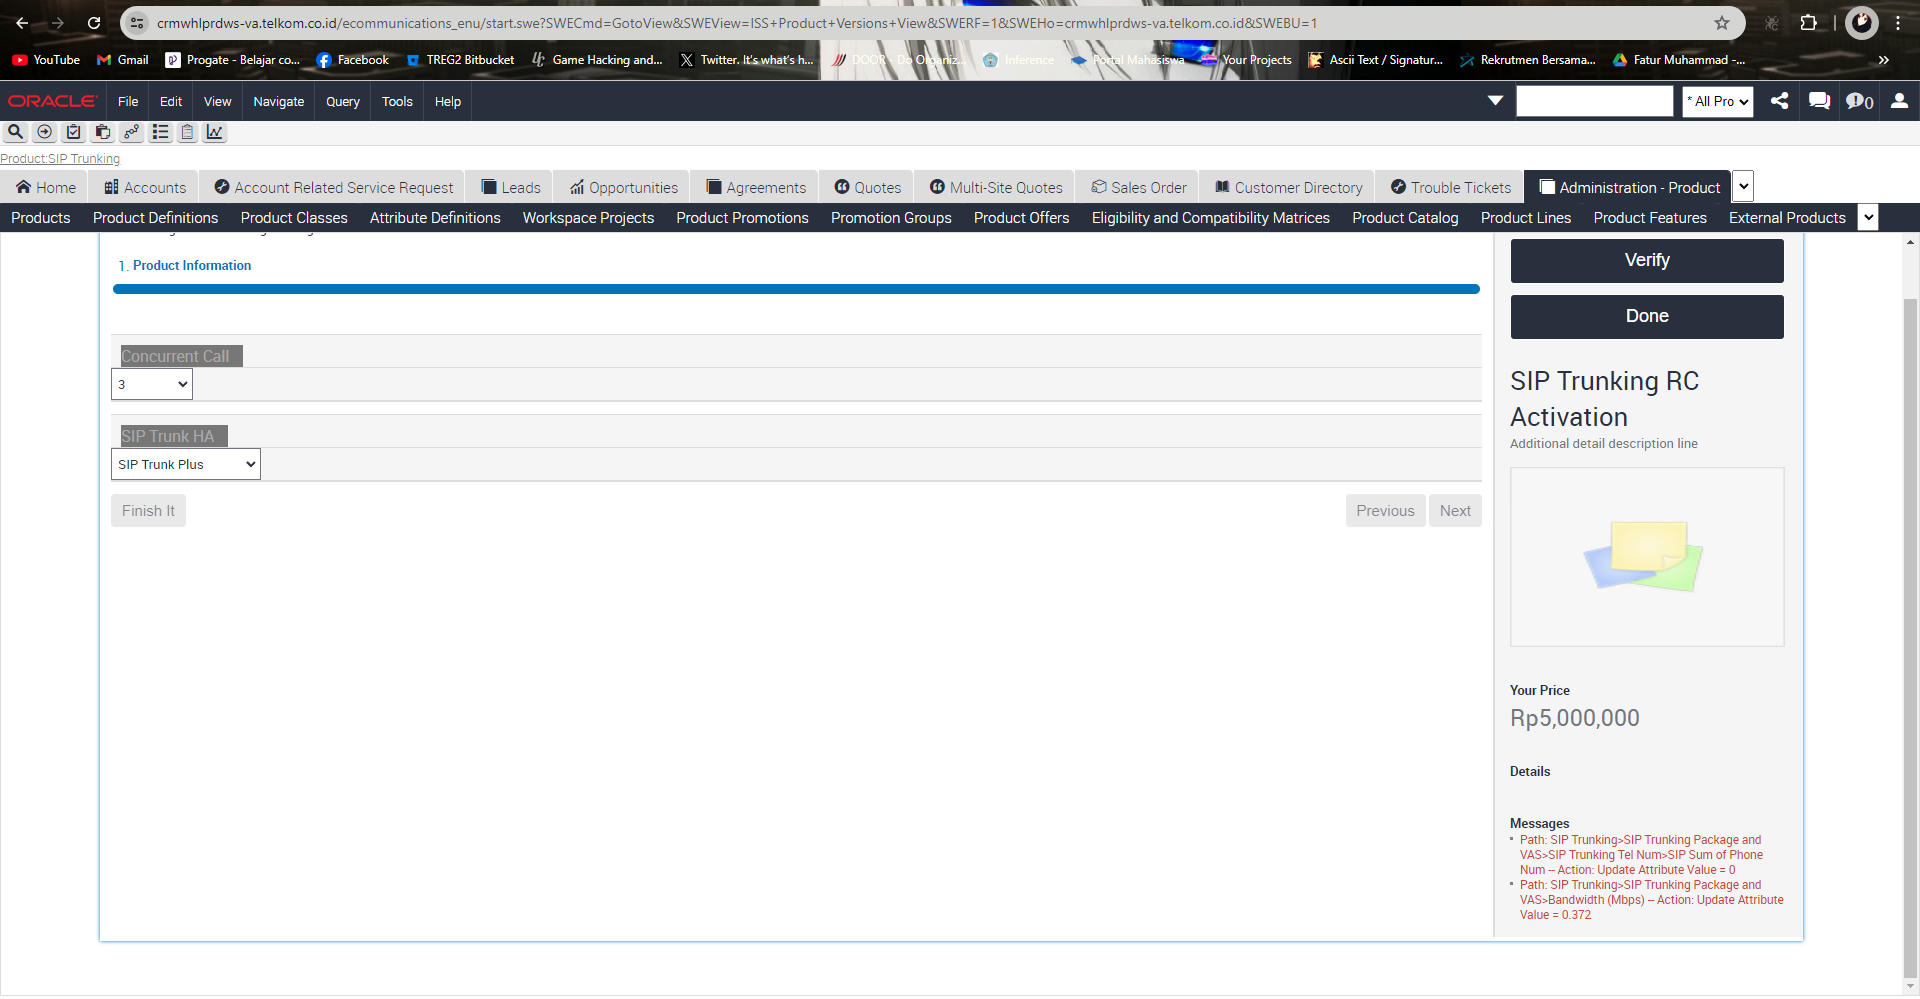 crmwhlprdws-va.telkom.co.id/ecommunications_enu/start.swe?SWECmd=GotoView&SWEView=ISS+Product+Versions+View&SWERF=1&SWEHo=crmwhlprdws-va.telkom.co.id&SWEBU=1
YouTube Gmail Progate - Belajar co... Facebook TREG2 Bitbucket Game Hacking and... Twitter. It's what's h... DOOR - Do Organiz... Inference Portal Mahasiswa Your Projects Ascii Text / Signatur... Rekrutmen Bersama... Fatur Muhammad -...
ORACLE File Edit View Navigate Query Tools Help * All Pro 0
Product:SIP Trunking
Home Accounts Account Related Service Request Leads Opportunities Agreements Quotes Multi-Site Quotes Sales Order Customer Directory Trouble Tickets Administration - Product
Products Product Definitions Product Classes Attribute Definitions Workspace Projects Product Promotions Promotion Groups Product Offers Eligibility and Compatibility Matrices Product Catalog Product Lines Product Features External Products
1. Product Information
Concurrent Call
3
SIP Trunk HA
SIP Trunk Plus
Finish It Previous Next
Verify
Done
SIP Trunking RC
Activation
Additional detail description line
Your Price
Rp5,000,000
Details
Messages
Path: SIP Trunking>SIP Trunking Package and
VAS>SIP Trunking Tel Num>SIP Sum of Phone
Num -- Action: Update Attribute Value = 0
Path: SIP Trunking>SIP Trunking Package and
VAS>Bandwidth (Mbps) -- Action: Update Attribute
Value = 0.372